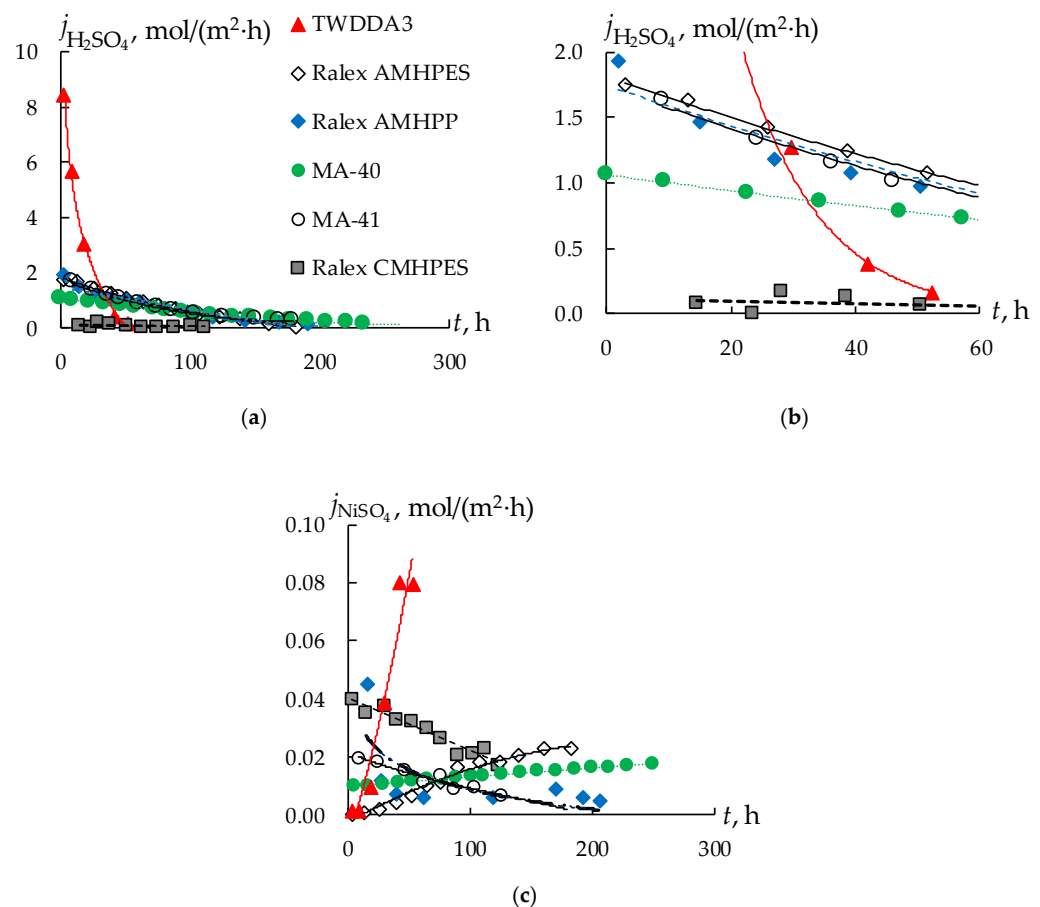 j_H₂SO₄, mol/(m²·h)
10
8
6
4
2
0
0 100 200 300
t, h
TWDDA3
Ralex AMHPES
Ralex AMHPP
MA-40
MA-41
Ralex CMHPES
(a)
j_H₂SO₄, mol/(m²·h)
2.0
1.5
1.0
0.5
0.0
0 20 40 60
t, h
(b)
j_NiSO₄, mol/(m²·h)
0.10
0.08
0.06
0.04
0.02
0.00
0 100 200 300
t, h
(c)